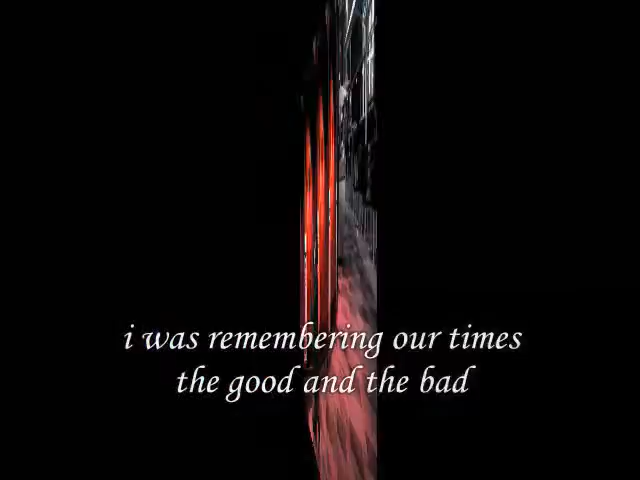 i was remembering our times
the good and the bad